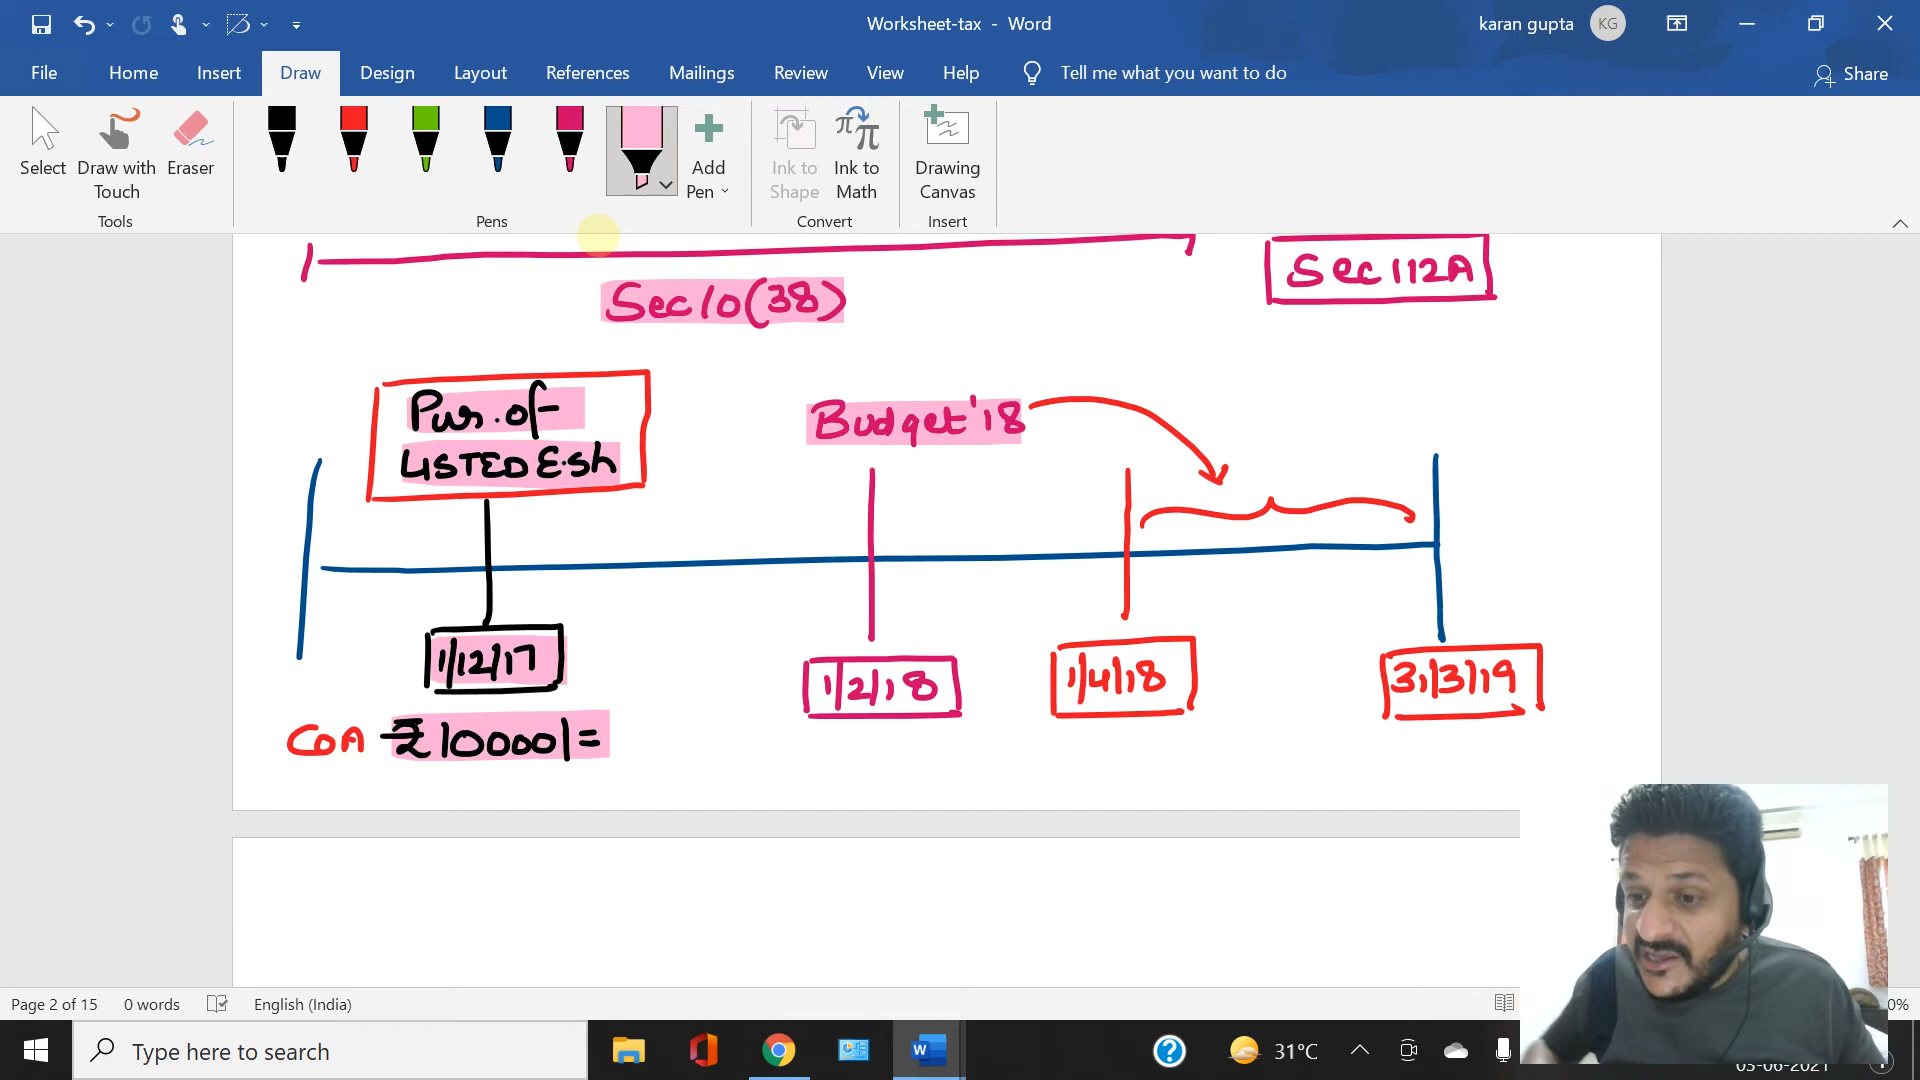 Worksheet-tax - Word
karan gupta
KG
File Home Insert Draw Design Layout References Mailings Review View Help Tell me what you want to do
Share
Select
Draw with Touch
Eraser
Add Pen
Ink to Shape
Ink to Math
Drawing Canvas
Tools
Pens
Convert
Insert
Sec 10(38)
Sec 112A
Pur. of
LISTED E.Sh
Budget '18
1/12/17
1/2/18
1/4/18
31/3/19
COA ₹ 10000/=
Page 2 of 15 0 words English (India)
0%
Type here to search
31°C
03-06-2021